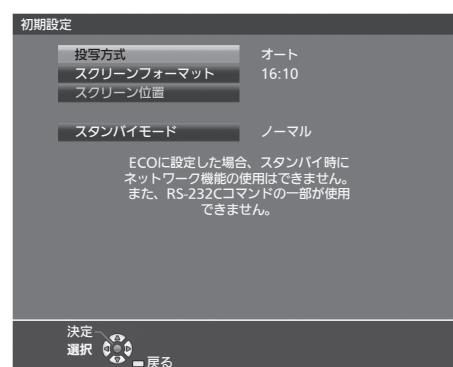 初期設定
投写方式 オート
スクリーンフォーマット 16:10
スクリーン位置
スタンバイモード ノーマル
ECOに設定した場合、スタンバイ時に
ネットワーク機能の使用はできません。
また、RS-232Cコマンドの一部が使用
できません。
決定
選択
戻る